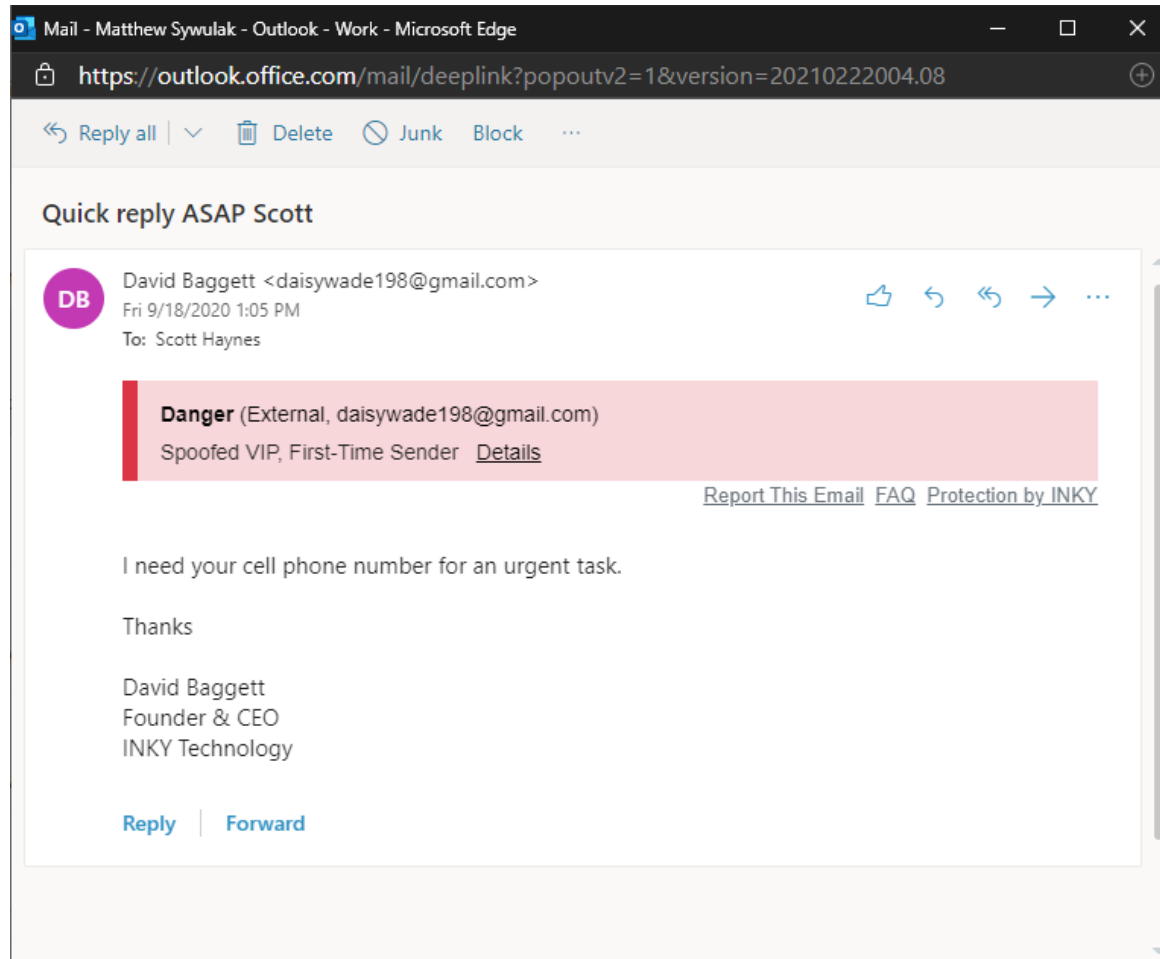 Mail - Matthew Sywulak - Outlook - Work - Microsoft Edge
https://outlook.office.com/mail/deeplink?popoutv2=1&version=20210222004.08
Reply all Delete Junk Block ...
Quick reply ASAP Scott
DB
David Baggett <daisywade198@gmail.com>
Fri 9/18/2020 1:05 PM
To: Scott Haynes
Danger (External, daisywade198@gmail.com)
Spoofed VIP, First-Time Sender Details
Report This Email FAQ Protection by INKY
I need your cell phone number for an urgent task.
Thanks
David Baggett
Founder & CEO
INKY Technology
Reply Forward